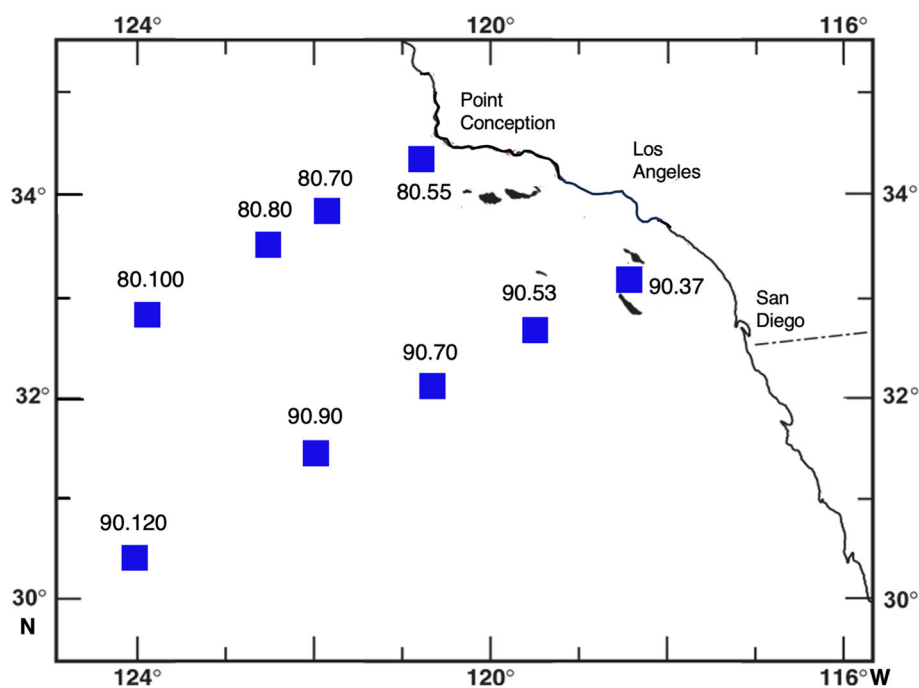 124° 120° 116°
Point
Conception
Los
Angeles
80.70
34° 80.55 34°
80.80
80.100
90.53 90.37
San
Diego
90.70
32° 32°
90.90
90.120
30° 30°
N
124° 120° 116° W